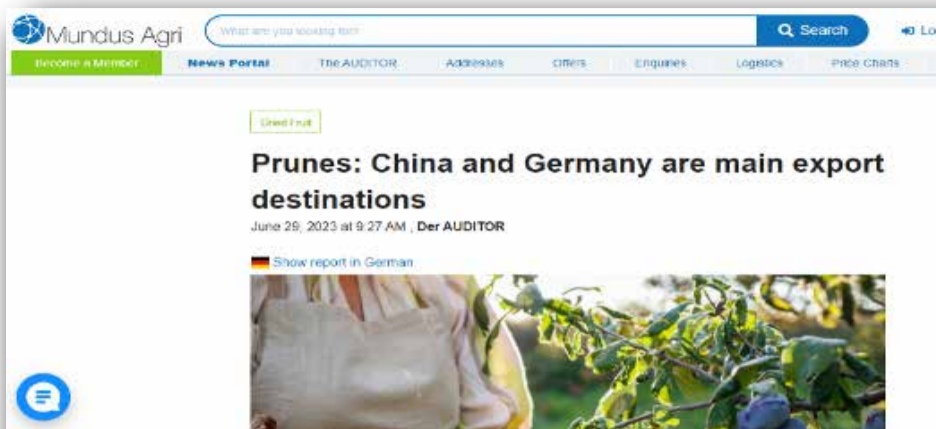 Mundus Agri
What are you looking for?
Search
Lo
Become a Member
News Portal
The AUDITOR
Addresses
Offers
Enquiries
Logistics
Price Charts
Dried Fruit
Prunes: China and Germany are main export
destinations
June 29, 2023 at 9:27 AM , Der AUDITOR
Show report in German